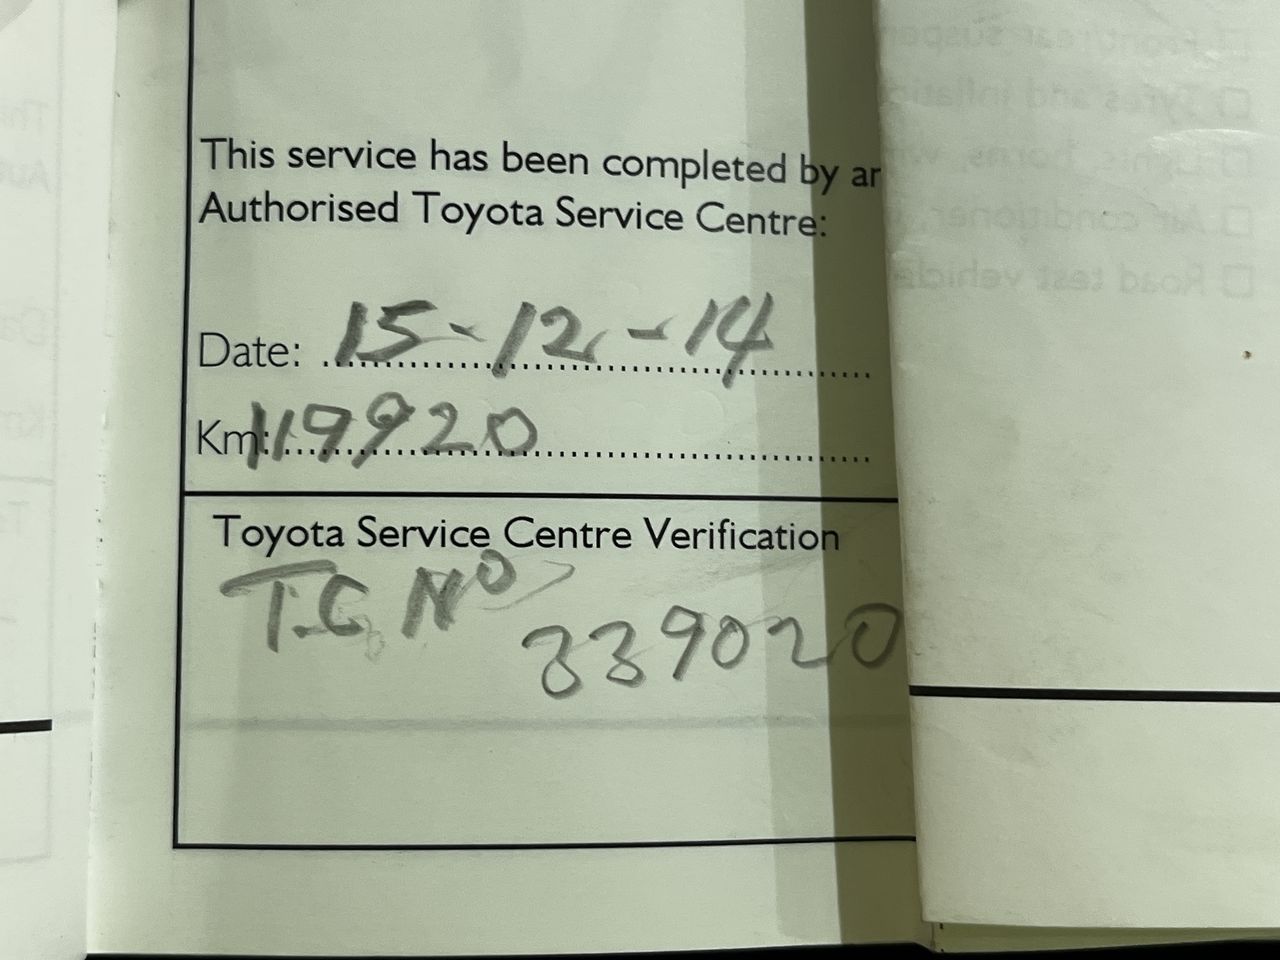 This service has been completed by an
Authorised Toyota Service Centre:
Date: 15-12-14
Km: 119920
Toyota Service Centre Verification
T.C Nº
339020